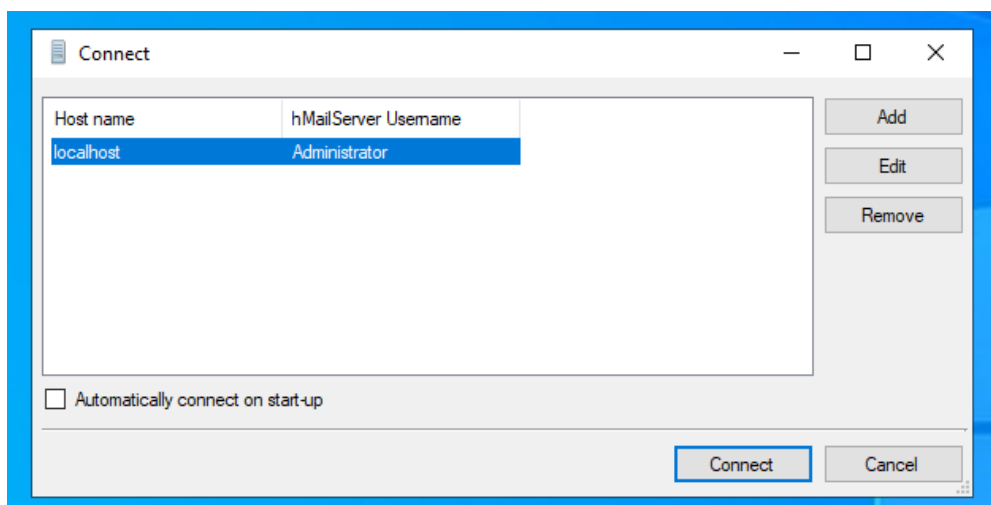 Connect
Host name hMailServer Username
localhost Administrator
Add
Edit
Remove
Automatically connect on start-up
Connect Cancel